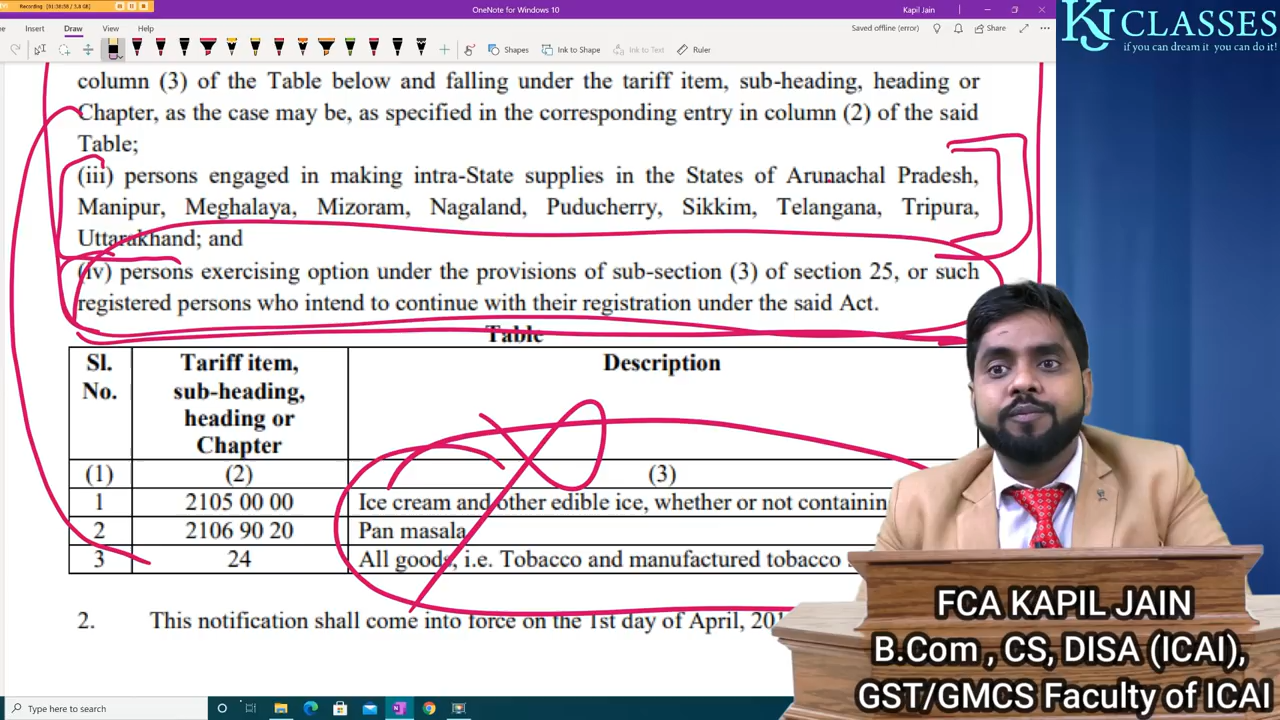 Recording
OneNote for Windows 10
Kapil Jain
Insert Draw View Help
Saved offline (error) Share
Shapes Ink to Shape Ink to Text Ruler
KJ CLASSES
if you can dream it you can do it!
column (3) of the Table below and falling under the tariff item, sub-heading, heading or
Chapter, as the case may be, as specified in the corresponding entry in column (2) of the said
Table;
(iii) persons engaged in making intra-State supplies in the States of Arunachal Pradesh,
Manipur, Meghalaya, Mizoram, Nagaland, Puducherry, Sikkim, Telangana, Tripura,
Uttarakhand; and
(iv) persons exercising option under the provisions of sub-section (3) of section 25, or such
registered persons who intend to continue with their registration under the said Act.
Table
Sl. No. Tariff item, sub-heading, heading or Chapter Description
(1) (2) (3)
1 2105 00 00 Ice cream and other edible ice, whether or not containin
2 2106 90 20 Pan masala
3 24 All goods, i.e. Tobacco and manufactured tobacco
2. This notification shall come into force on the 1st day of April, 201
FCA KAPIL JAIN
B.Com , CS, DISA (ICAI),
GST/GMCS Faculty of ICAI
Type here to search